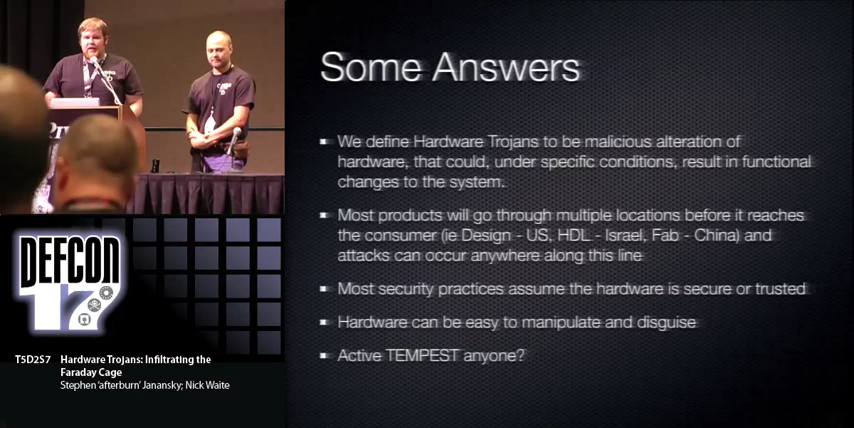 Some Answers
We define Hardware Trojans to be malicious alteration of
hardware, that could, under specific conditions, result in functional
changes to the system.
Most products will go through multiple locations before it reaches
the consumer (ie Design - US, HDL - Israel, Fab - China) and
attacks can occur anywhere along this line
Most security practices assume the hardware is secure or trusted
Hardware can be easy to manipulate and disguise
Active TEMPEST anyone?
DEFCON
17
T5D2S7 Hardware Trojans: Infiltrating the
Faraday Cage
Stephen 'afterburn' Janansky; Nick Waite